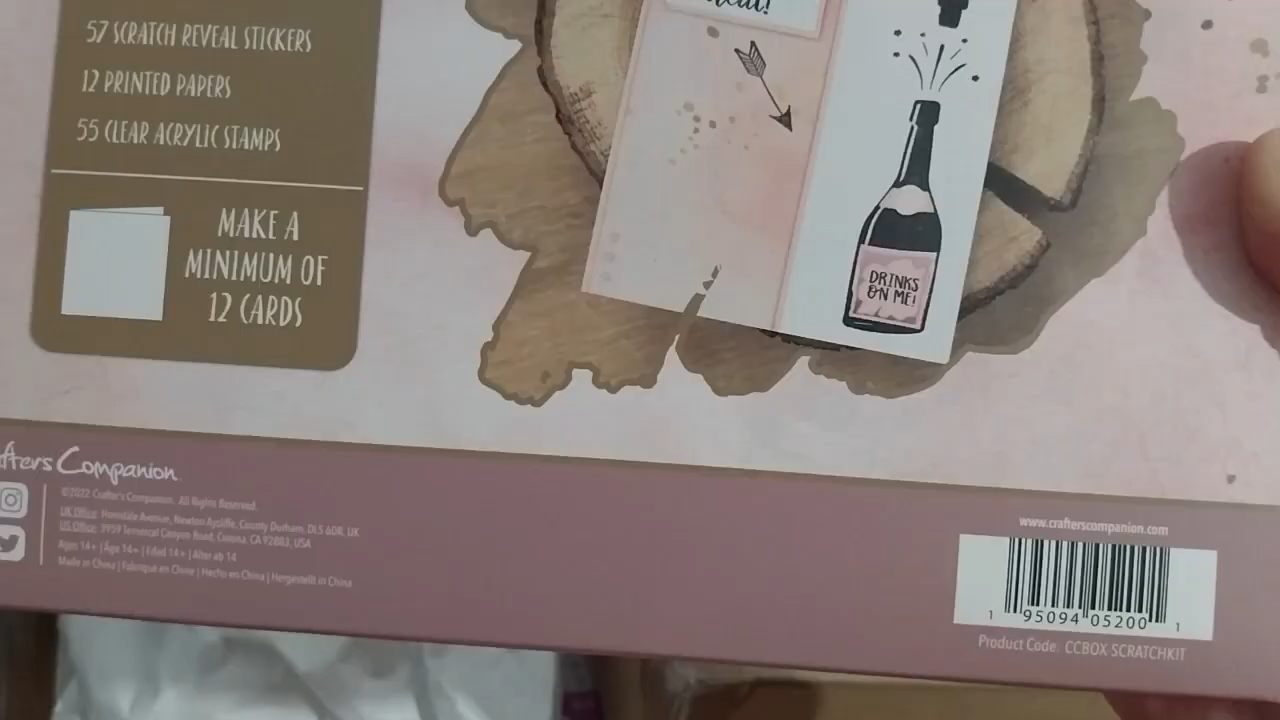 57 SCRATCH REVEAL STICKERS
12 PRINTED PAPERS
55 CLEAR ACRYLIC STAMPS
MAKE A
MINIMUM OF
12 CARDS
DRINKS
ON ME!
afters Companion
©2022 Crafter's Companion. All Rights Reserved.
UK Office: Horndale Avenue, Newton Aycliffe, County Durham, DL5 6DR, UK
US Office: 3959 Temescal Canyon Road, Corona, CA 92883, USA
Ages 14+ | Âge 14+ | Edad 14+ | Alter ab 14
Made in China | Fabriqué en Chine | Hecho en China | Hergestellt in China
www.crafterscompanion.com
1 95094 05200 1
Product Code: CCBOX-SCRATCHKIT